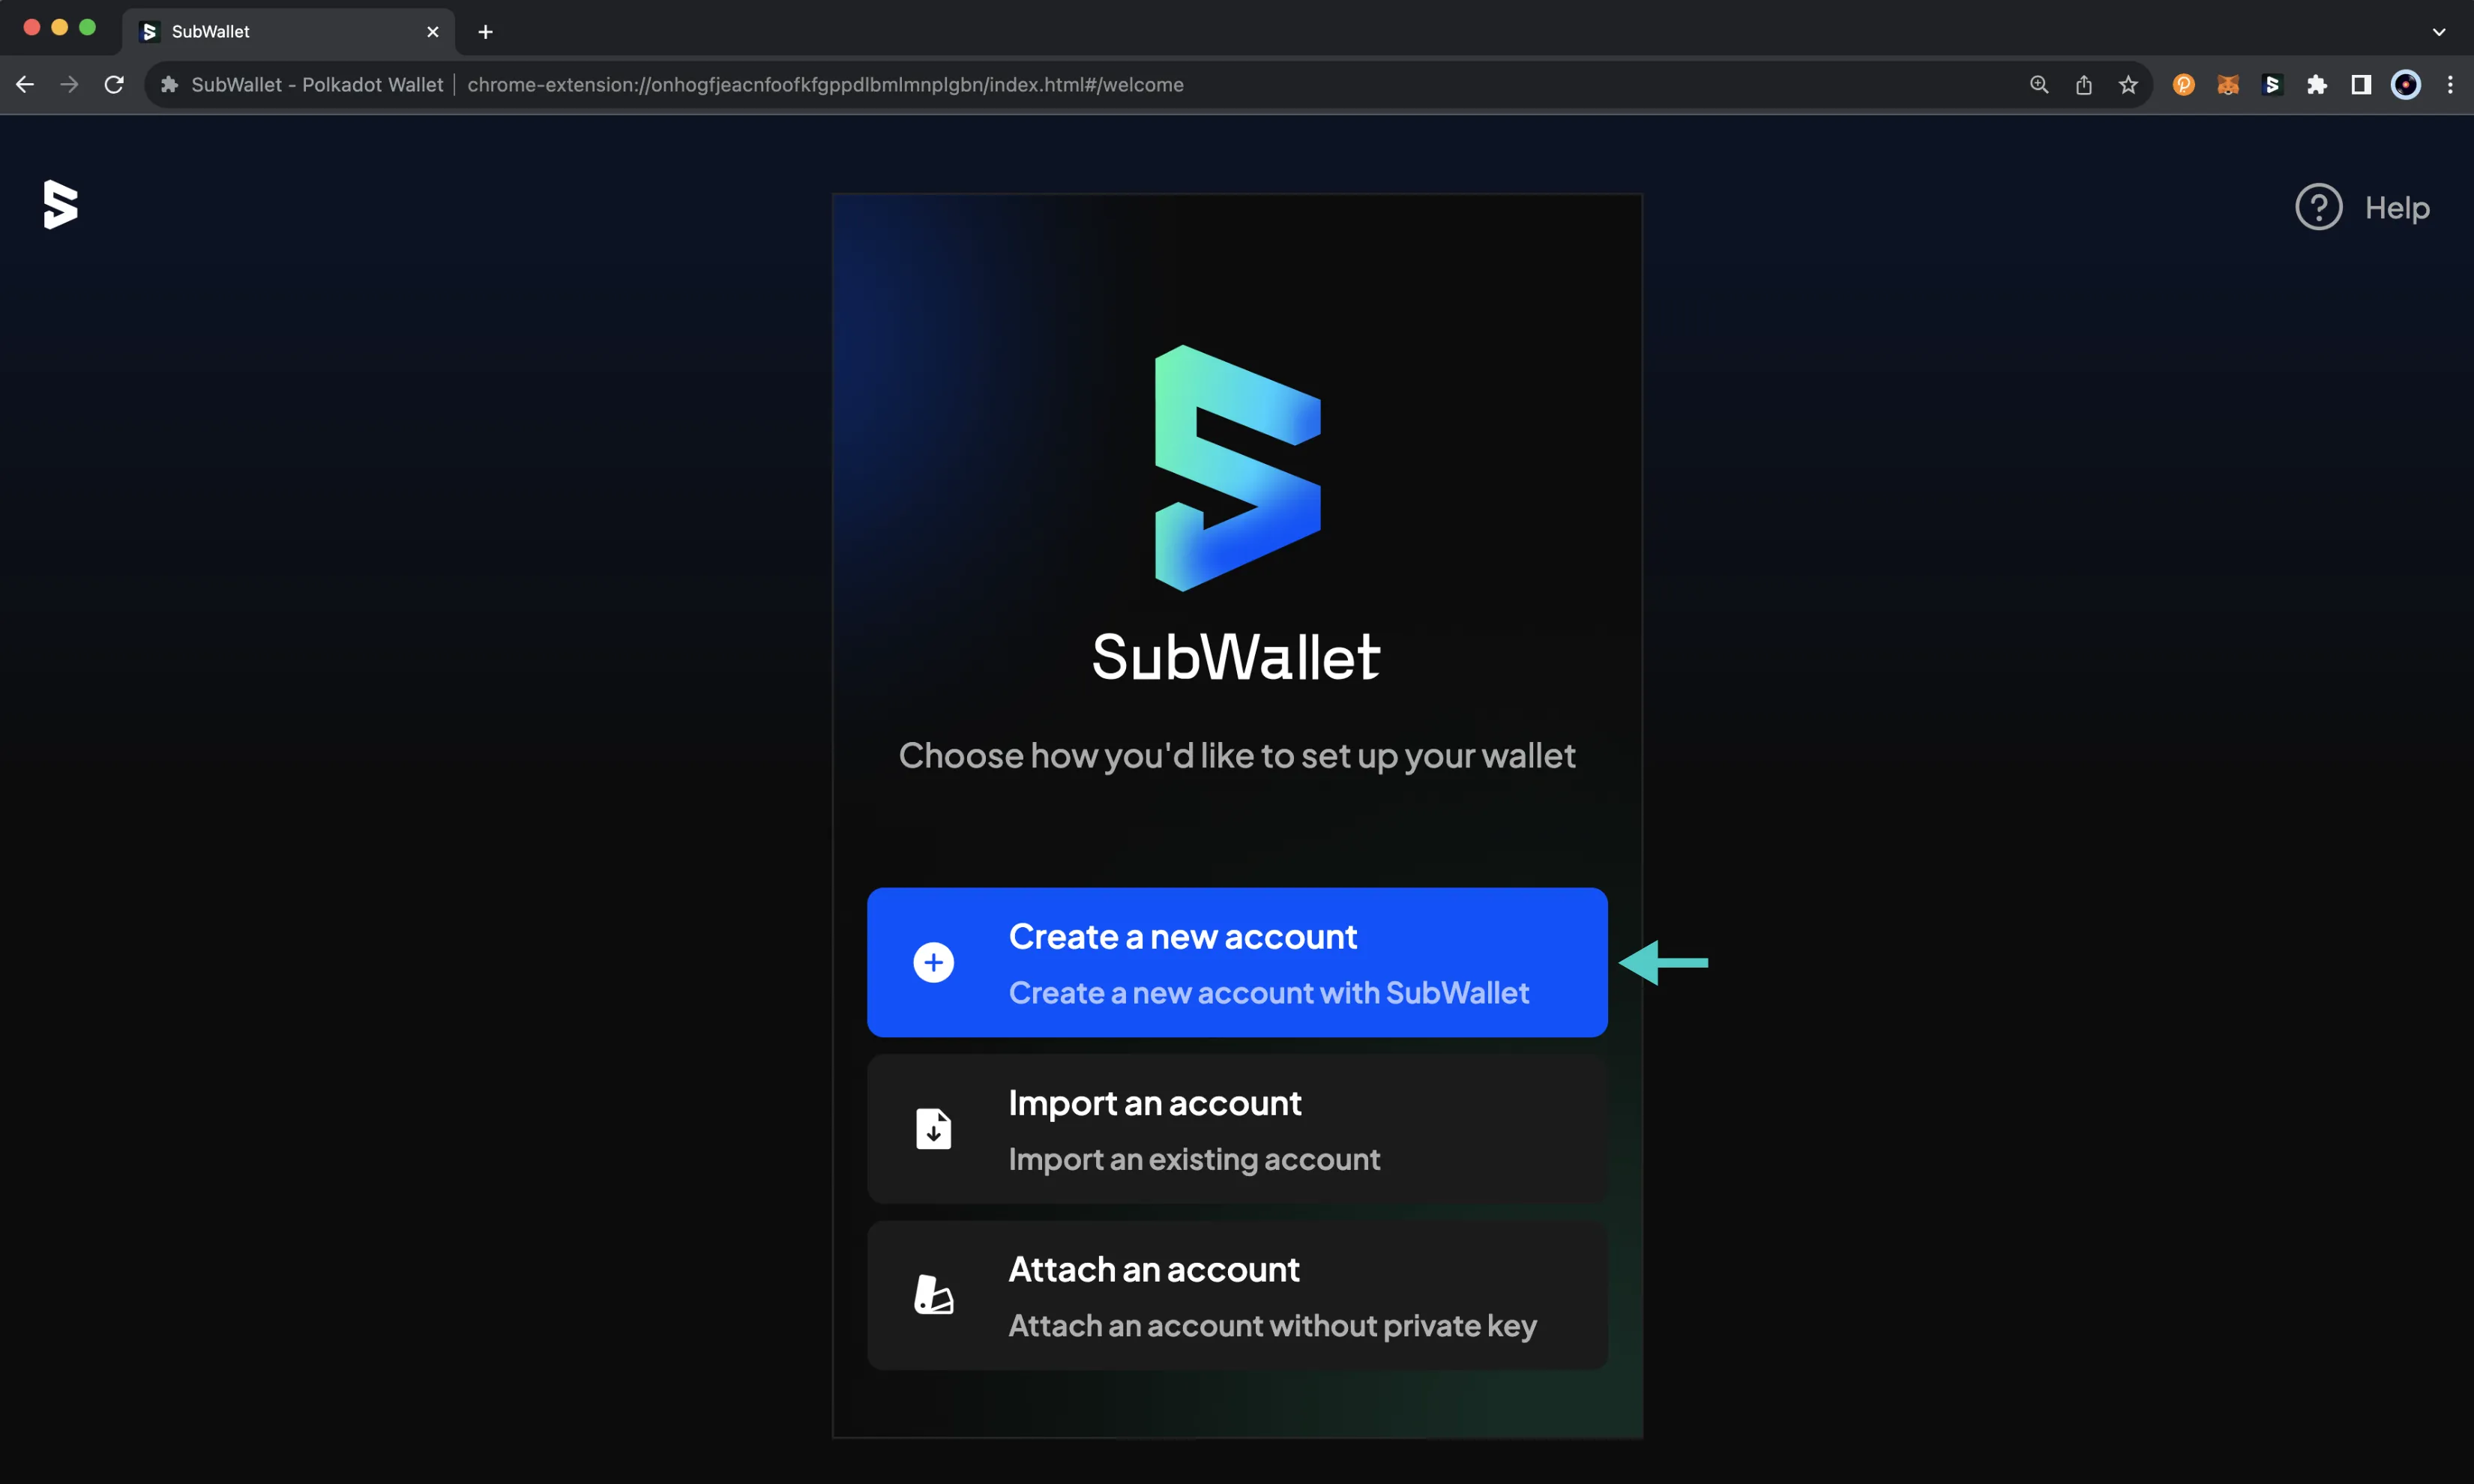 SubWallet
SubWallet - Polkadot Wallet chrome-extension://onhogfjeacnfoofkfgppdlbmlmnplgbn/index.html#/welcome
Help
SubWallet
Choose how you'd like to set up your wallet
Create a new account
Create a new account with SubWallet
Import an account
Import an existing account
Attach an account
Attach an account without private key